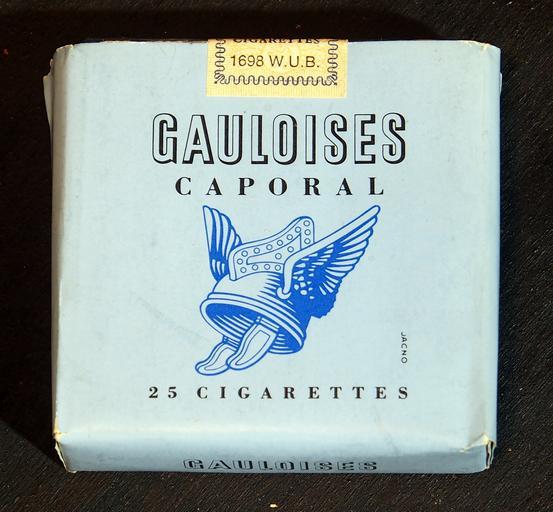 CIGARETTES
1698 W.U.B.
GAULOISES
CAPORAL
JACNO
25 CIGARETTES
GAULOISES